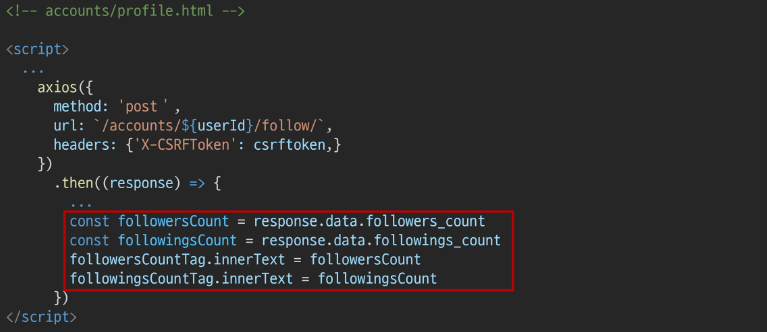 <!-- accounts/profile.html -->
<script>
...
axios({
method: 'post',
url: `/accounts/${userId}/follow/`,
headers: {'X-CSRFToken': csrftoken,}
})
.then((response) => {
...
const followersCount = response.data.followers_count
const followingsCount = response.data.followings_count
followersCountTag.innerText = followersCount
followingsCountTag.innerText = followingsCount
})
</script>